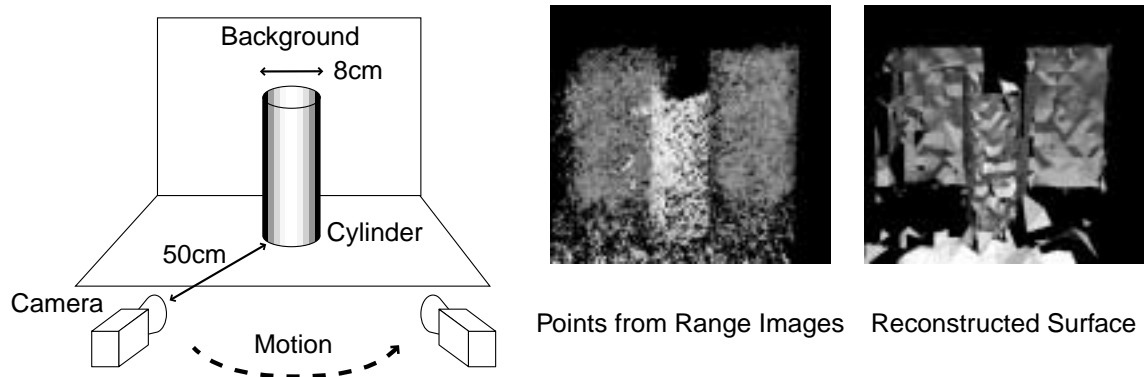 Background
8cm
Cylinder
50cm
Camera
Motion
Points from Range Images
Reconstructed Surface